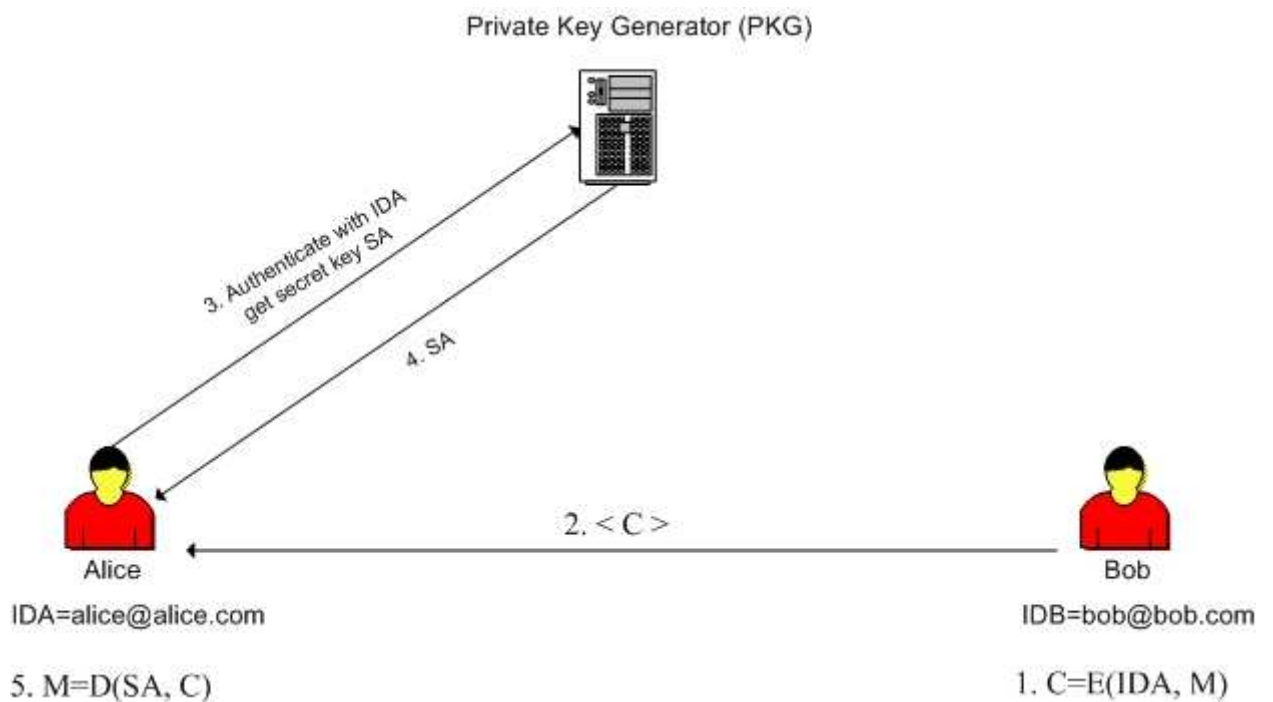 Private Key Generator (PKG)
3. Authenticate with IDA
get secret key SA
4. SA
2. < C >
Alice
Bob
IDA=alice@alice.com
IDB=bob@bob.com
5. M=D(SA, C)
1. C=E(IDA, M)